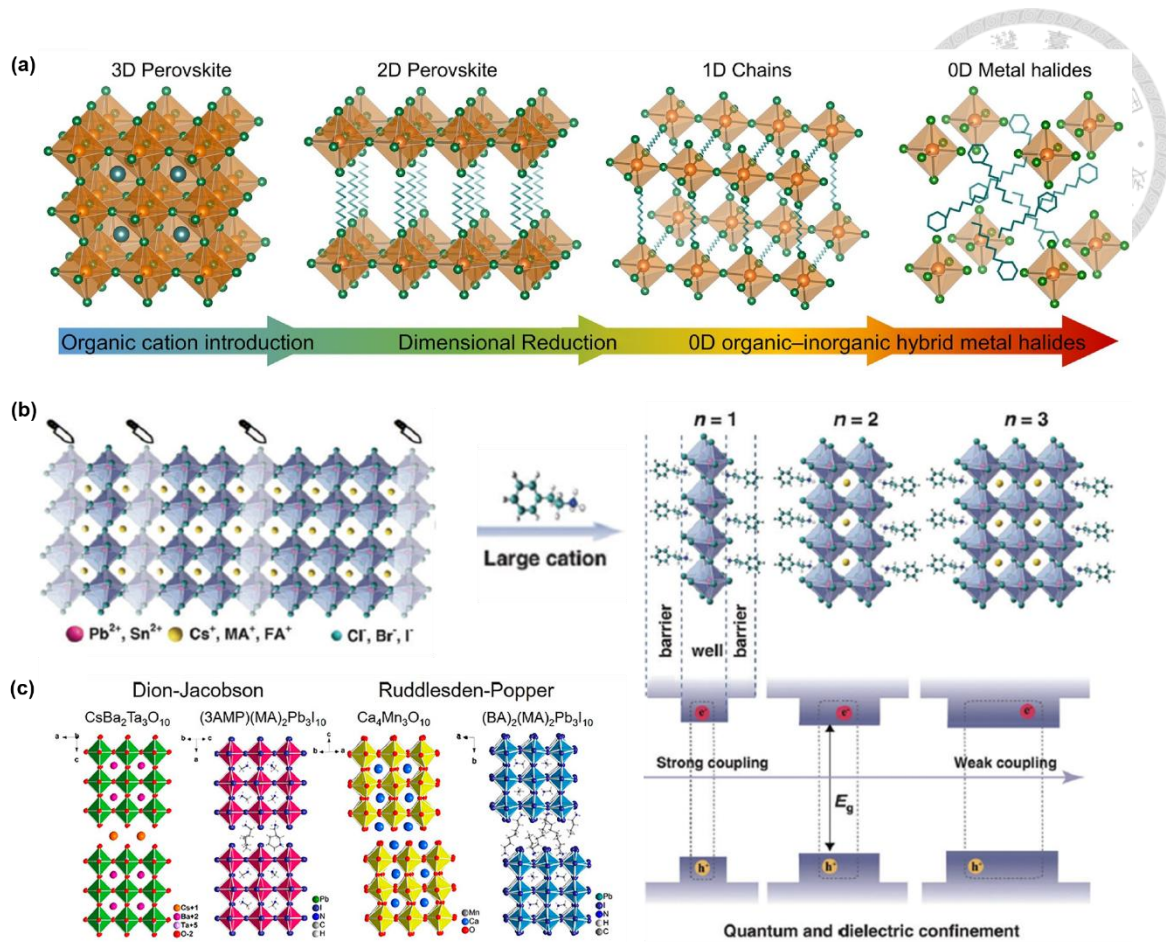 (a)
3D Perovskite
2D Perovskite
1D Chains
0D Metal halides
Organic cation introduction
Dimensional Reduction
0D organic–inorganic hybrid metal halides
(b)
Large cation
Pb²⁺, Sn²⁺
Cs⁺, MA⁺, FA⁺
Cl⁻, Br⁻, I⁻
n = 1
n = 2
n = 3
barrier
well
barrier
e⁻
e⁻
e⁻
Strong coupling
Weak coupling
E_g
h⁺
h⁺
h⁺
Quantum and dielectric confinement
(c)
Dion-Jacobson
Ruddlesden-Popper
CsBa₂Ta₃O₁₀
(3AMP)(MA)₂Pb₃I₁₀
Ca₄Mn₃O₁₀
(BA)₂(MA)₂Pb₃I₁₀
a
b
c
b
c
a
c
b
a
a
b
Cs+1
Ba+2
Ta+5
O-2
Pb
I
N
C
H
Mn
Ca
O
Pb
I
N
H
C